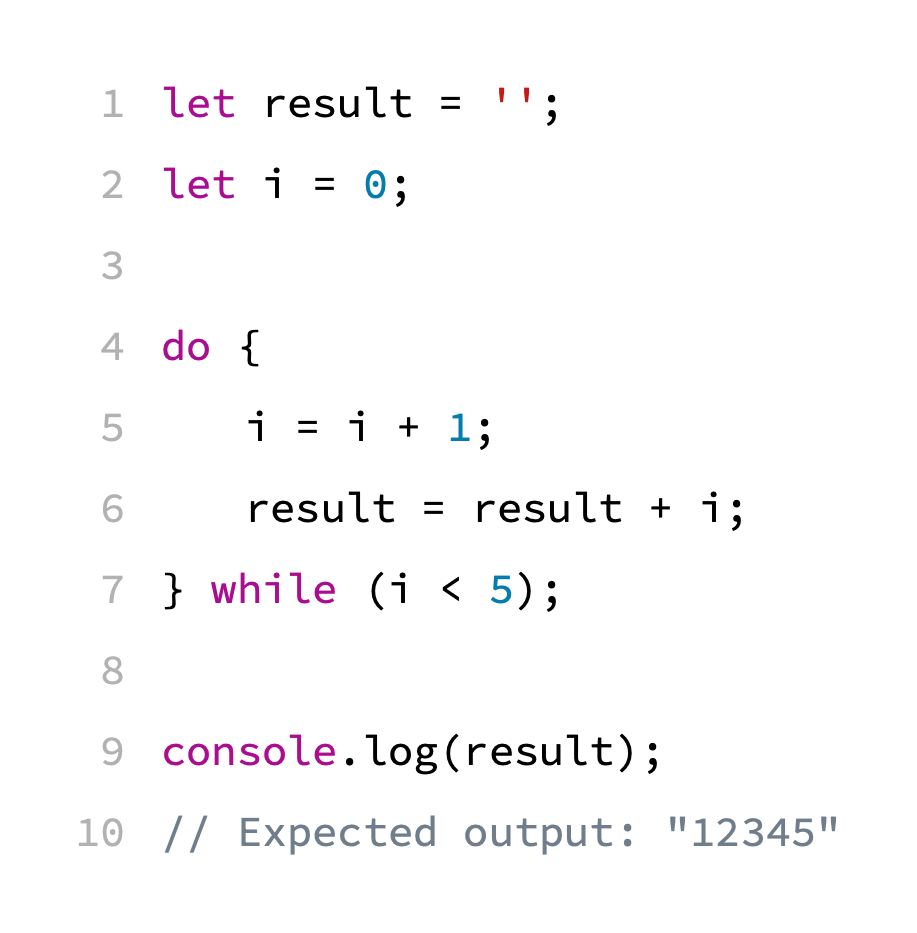 1 let result = '';
2 let i = 0;
3
4 do {
5 i = i + 1;
6 result = result + i;
7 } while (i < 5);
8
9 console.log(result);
10 // Expected output: "12345"